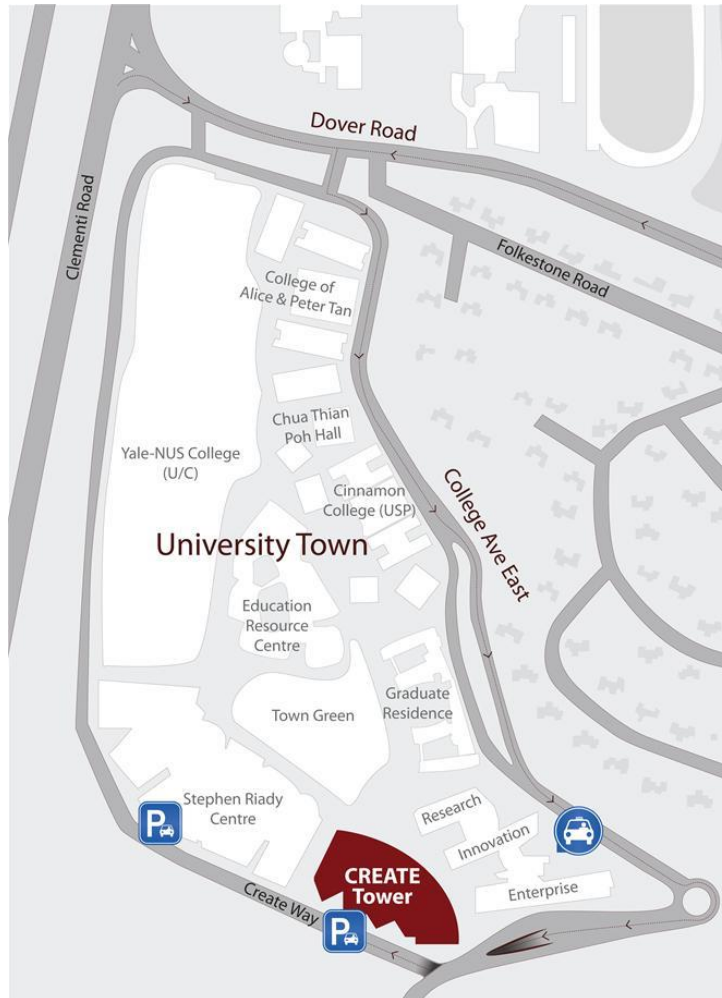 Dover Road
Clementi Road
Folkestone Road
College of
Alice & Peter Tan
Chua Thian
Poh Hall
Yale-NUS College
(U/C)
Cinnamon
College (USP)
College Ave East
University Town
Education
Resource
Centre
Graduate
Residence
Town Green
Stephen Riady
Centre
Research
Innovation
Enterprise
P
CREATE
Tower
Create Way
P